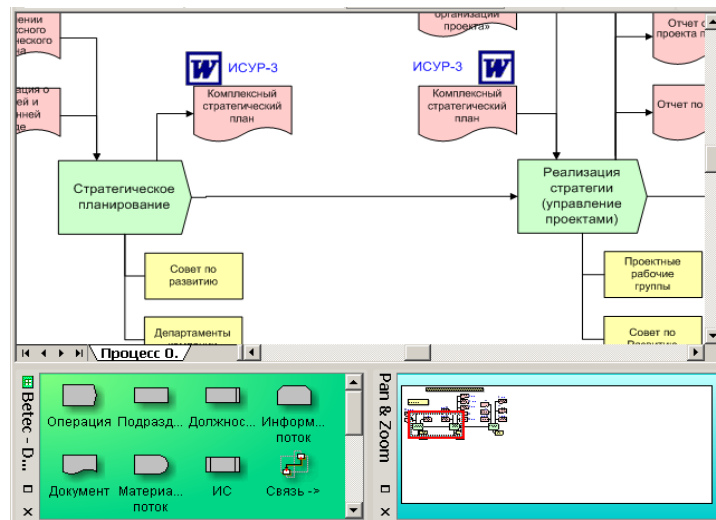 организации
проекта»
Отчет о
проекта п
ИСУР-3
ИСУР-3
Комплексный
стратегический
план
Комплексный
стратегический
план
Отчет по
Стратегическое
планирование
Реализация
стратегии
(управление
проектами)
Совет по
развитию
Проектные
рабочие
группы
Департаменты
Совет по
Развитию
Процесс 0.
Betec - D...
Операция
Подразд...
Должнос...
Информ...
поток
Документ
Материа...
поток
ИС
Связь ->
Pan & Zoom